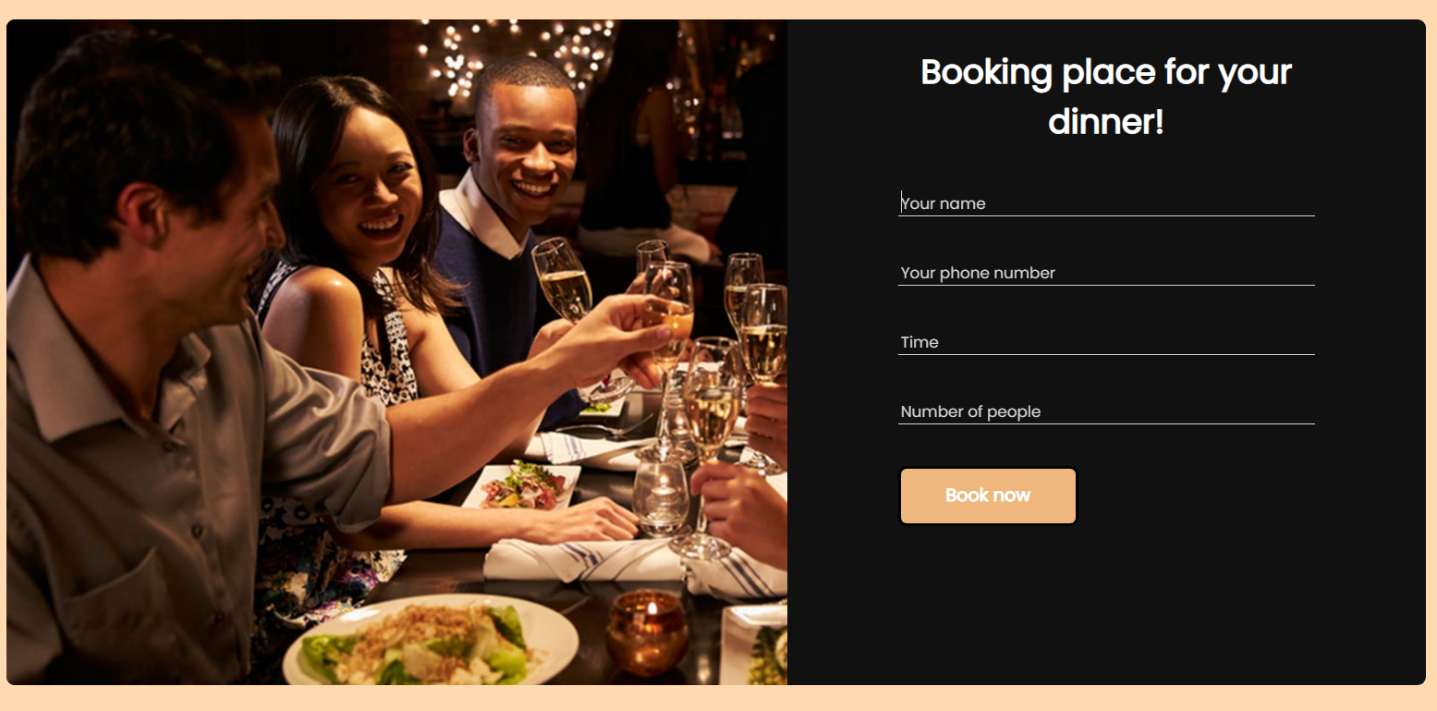 Booking place for your
dinner!
Your name
Your phone number
Time
Number of people
Book now